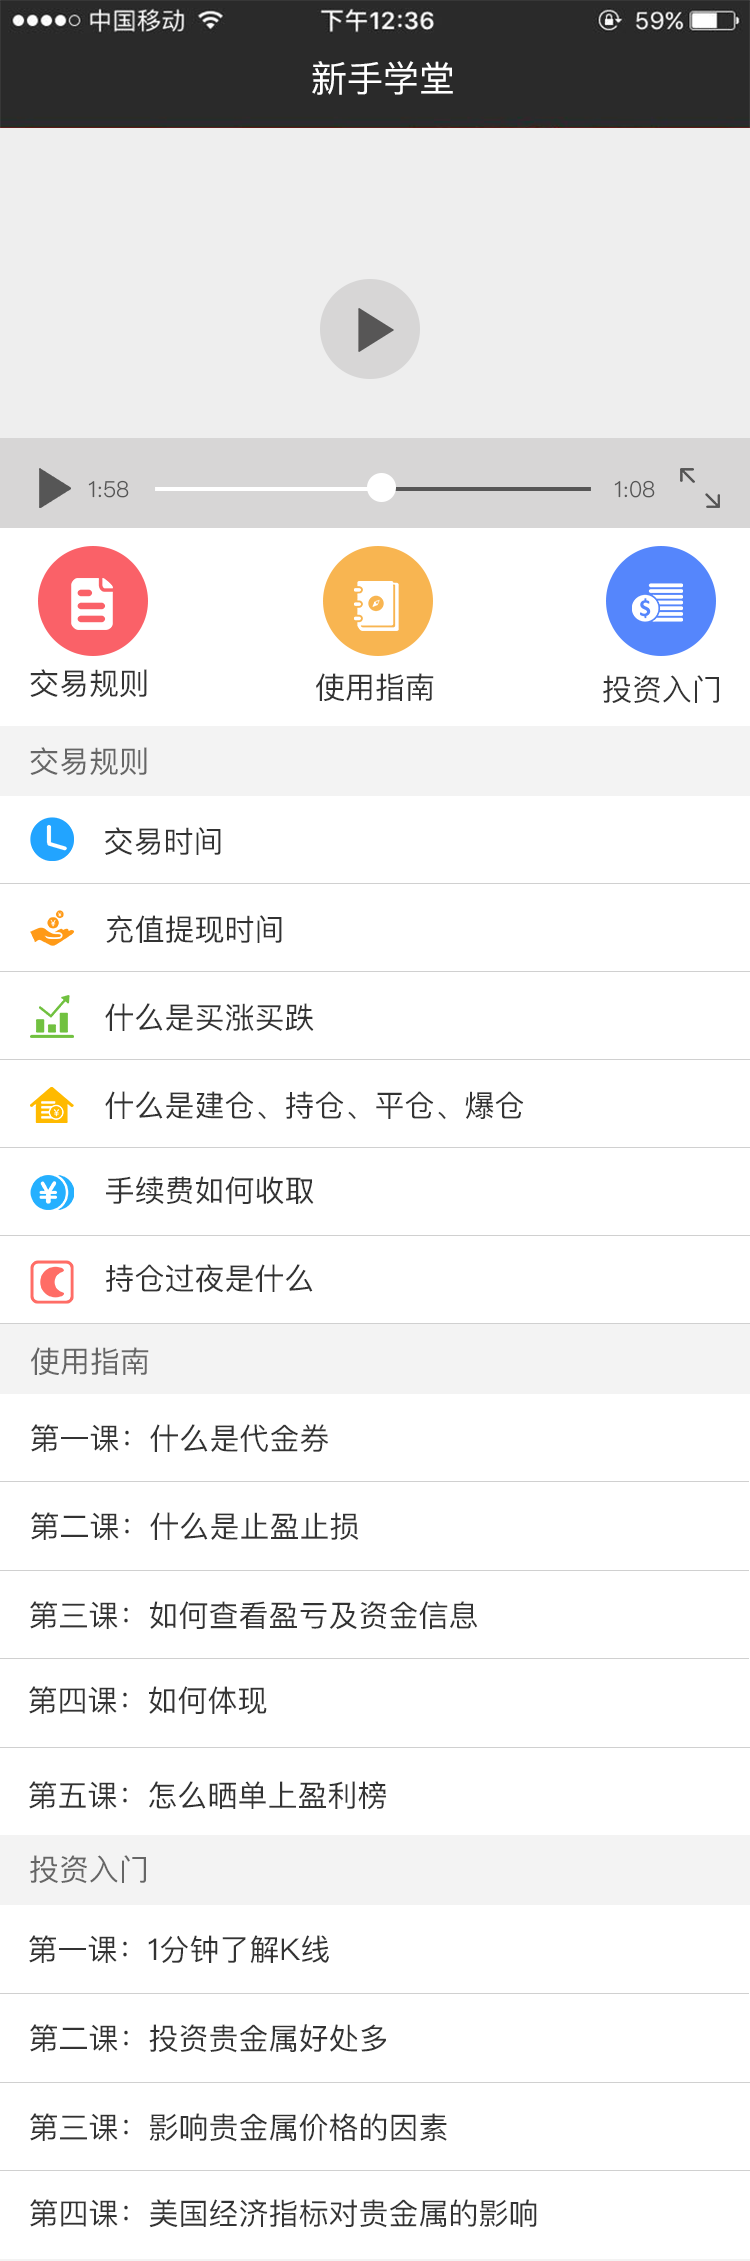 中国移动 下午12:36 59%
新手学堂
1:58 1:08
交易规则 使用指南 投资入门
交易规则
交易时间
充值提现时间
什么是买涨买跌
什么是建仓、持仓、平仓、爆仓
手续费如何收取
持仓过夜是什么
使用指南
第一课：什么是代金券
第二课：什么是止盈止损
第三课：如何查看盈亏及资金信息
第四课：如何体现
第五课：怎么晒单上盈利榜
投资入门
第一课：1分钟了解K线
第二课：投资贵金属好处多
第三课：影响贵金属价格的因素
第四课：美国经济指标对贵金属的影响